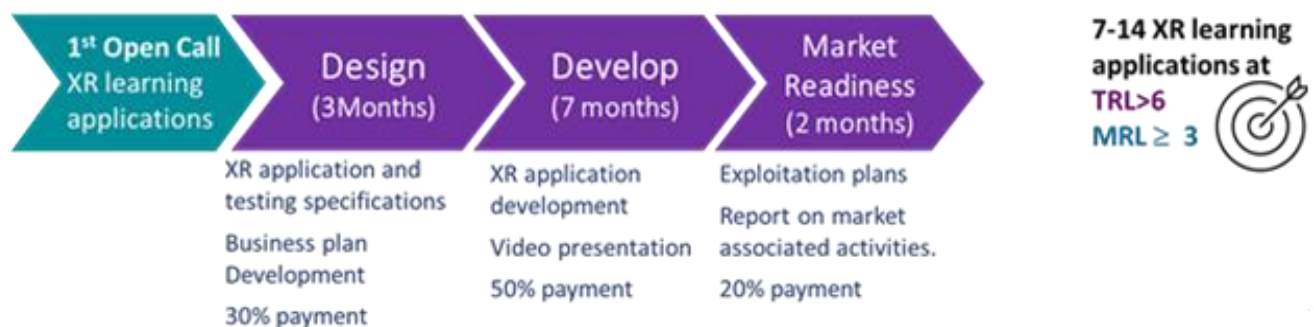 1st Open Call
XR learning
applications
Design
(3Months)
Develop
(7 months)
Market
Readiness
(2 months)
7-14 XR learning
applications at
TRL>6
MRL ≥ 3
XR application and
testing specifications
Business plan
Development
30% payment
XR application
development
Video presentation
50% payment
Exploitation plans
Report on market
associated activities.
20% payment